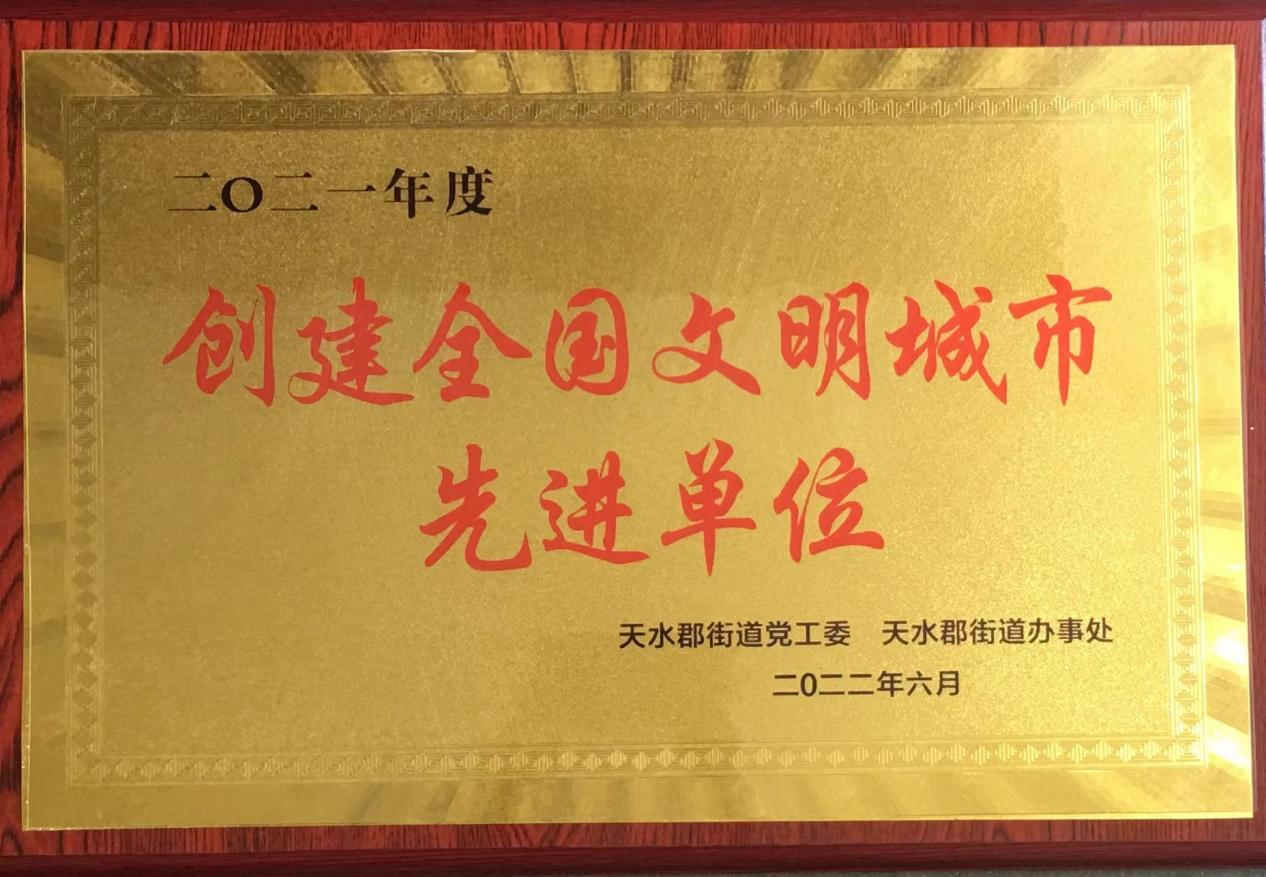 二〇二一年度
创建全国文明城市
先进单位
天水郡街道党工委 天水郡街道办事处
二0二二年六月